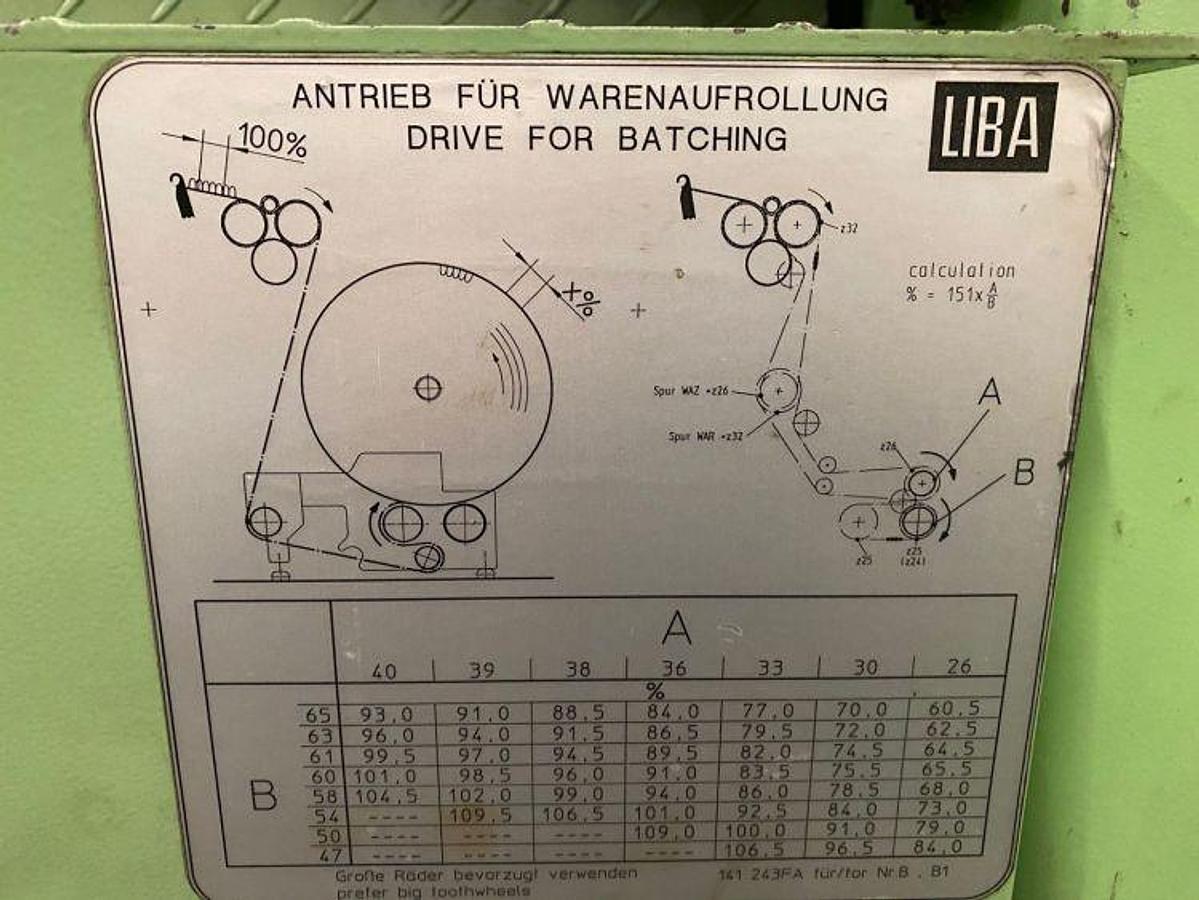 ANTRIEB FÜR WARENAUFROLLUNG
DRIVE FOR BATCHING
LIBA
100%
+%
z32
calculation
% = 151x A/B
Spur WAZ =z26
Spur WAR =z32
A
z26
B
z25
z25
(z24)
A
40 39 38 36 33 30 26
%
65 93,0 91,0 88,5 84,0 77,0 70,0 60,5
63 96,0 94,0 91,5 86,5 79,5 72,0 62,5
61 99,5 97,0 94,5 89,5 82,0 74,5 64,5
60 101,0 98,5 96,0 91,0 83,5 75,5 65,5
B
58 104,5 102,0 99,0 94,0 86,0 78,5 68,0
54 ---- 109,5 106,5 101,0 92,5 84,0 73,0
50 ---- ---- ---- 109,0 100,0 91,0 79,0
47 ---- ---- ---- ---- 106,5 96,5 84,0
Große Räder bevorzugt verwenden
prefer big toothwheels
141 243FA für/for Nr.8 . 81